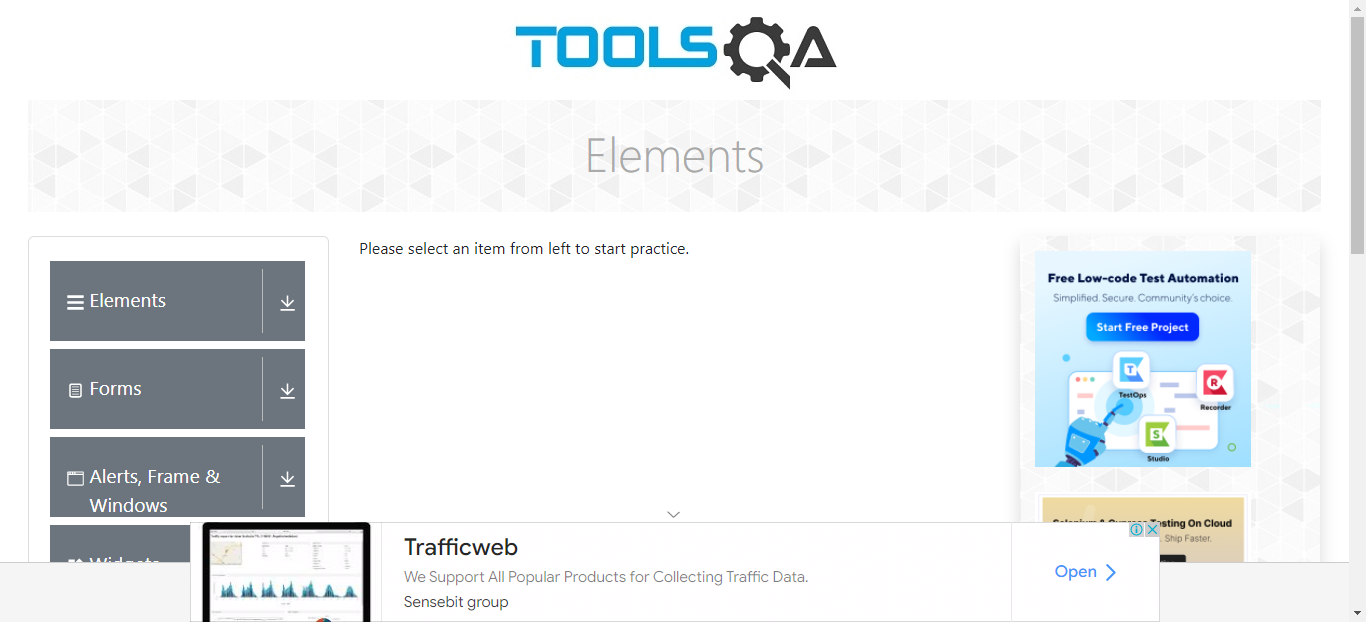 TOOLSQA
Elements
Elements
Forms
Alerts, Frame &
Windows
Widgets
Please select an item from left to start practice.
Free Low-code Test Automation
Simplified. Secure. Community's choice.
Start Free Project
TestOps
Recorder
Studio
Selenium & Cypress Testing On Cloud
Ship Faster.
Trafficweb
We Support All Popular Products for Collecting Traffic Data.
Sensebit group
Open